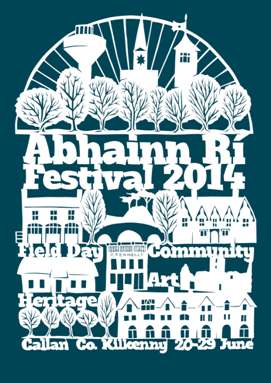 Abhainn Rí
Festival 2014
Field Day
Community
Art
Heritage
Callan Co. Kilkenny 20-29 June